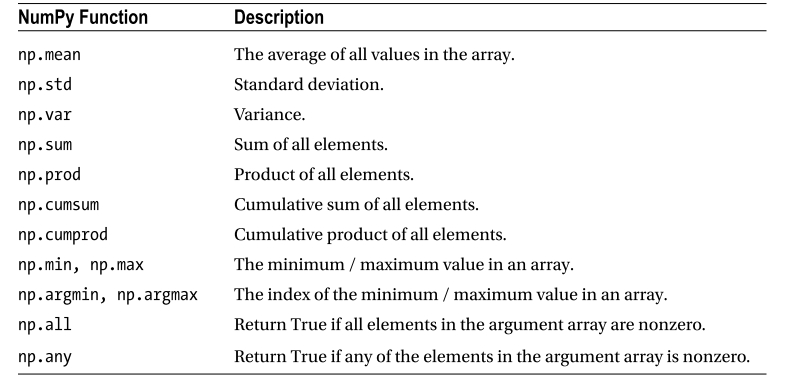 NumPy Function Description
np.mean The average of all values in the array.
np.std Standard deviation.
np.var Variance.
np.sum Sum of all elements.
np.prod Product of all elements.
np.cumsum Cumulative sum of all elements.
np.cumprod Cumulative product of all elements.
np.min, np.max The minimum / maximum value in an array.
np.argmin, np.argmax The index of the minimum / maximum value in an array.
np.all Return True if all elements in the argument array are nonzero.
np.any Return True if any of the elements in the argument array is nonzero.